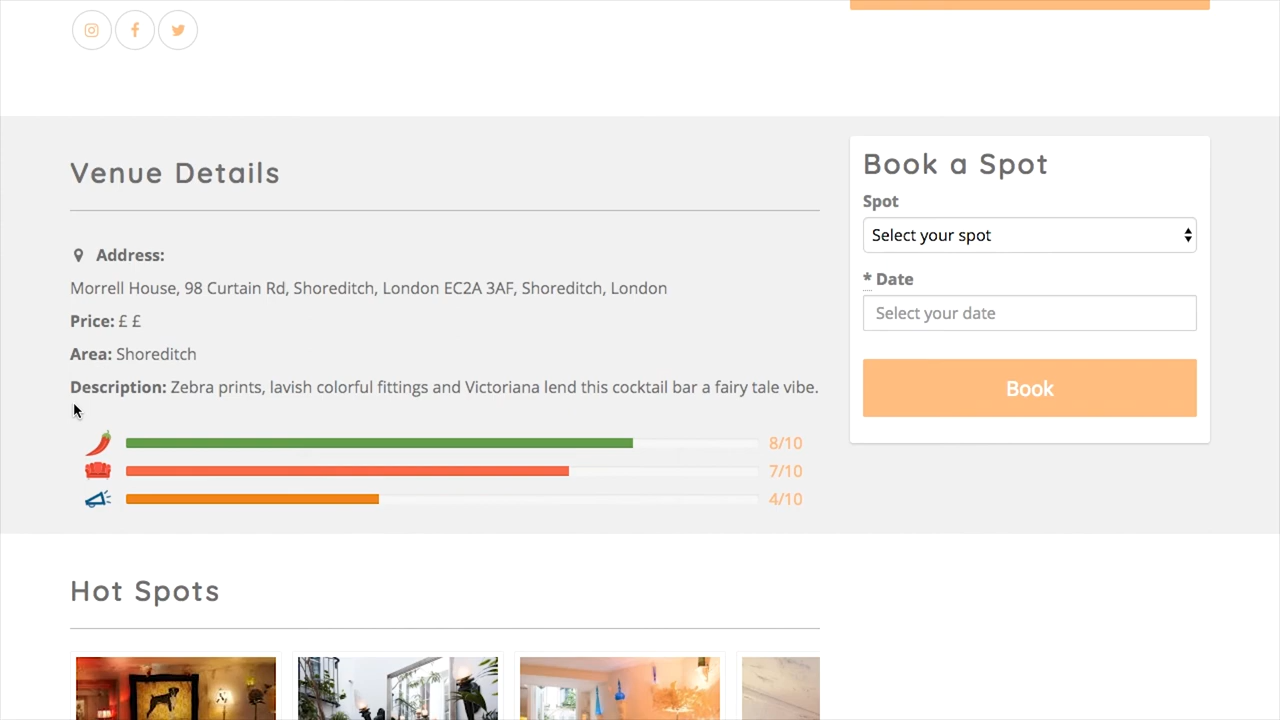 Venue Details
Address:
Morrell House, 98 Curtain Rd, Shoreditch, London EC2A 3AF, Shoreditch, London
Price: £ £
Area: Shoreditch
Description: Zebra prints, lavish colorful fittings and Victoriana lend this cocktail bar a fairy tale vibe.
8/10
7/10
4/10
Book a Spot
Spot
Select your spot
* Date
Select your date
Book
Hot Spots